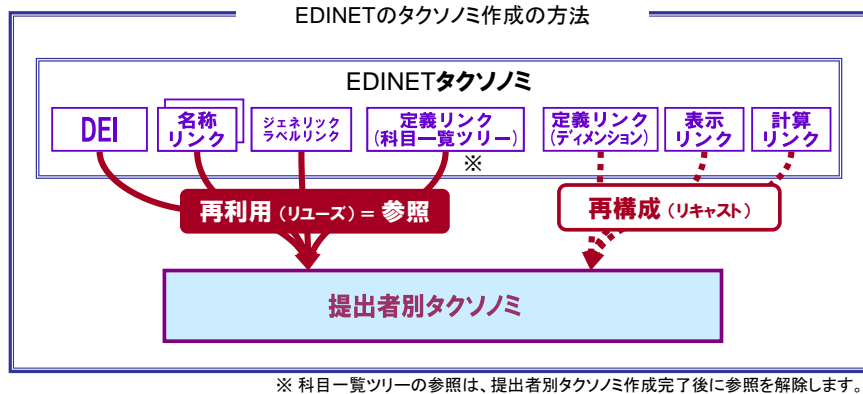 EDINETのタクソノミ作成の方法
EDINETタクソノミ
DEI
名称
リンク
ジェネリック
ラベルリンク
定義リンク
(科目一覧ツリー)
※
定義リンク
(ディメンション)
表示
リンク
計算
リンク
再利用（リユーズ）＝ 参照
再構成（リキャスト）
提出者別タクソノミ
※ 科目一覧ツリーの参照は、提出者別タクソノミ作成完了後に参照を解除します。